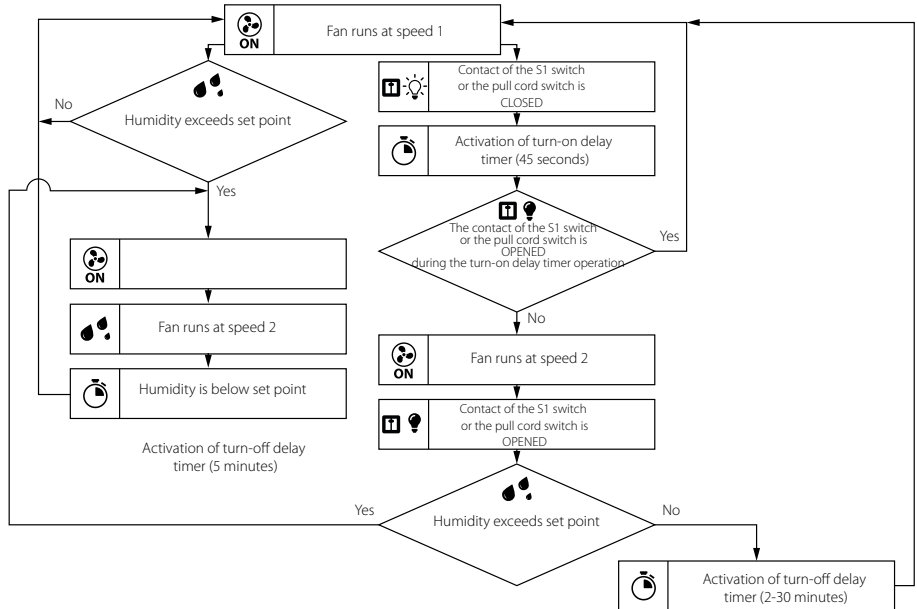 ON
Fan runs at speed 1
Humidity exceeds set point
No
Yes
ON
Fan runs at speed 2
Humidity is below set point
Activation of turn-off delay
timer (5 minutes)
Contact of the S1 switch
or the pull cord switch is
CLOSED
Activation of turn-on delay
timer (45 seconds)
The contact of the S1 switch
or the pull cord switch is
OPENED
during the turn-on delay timer operation
Yes
No
ON
Fan runs at speed 2
Contact of the S1 switch
or the pull cord switch is
OPENED
Humidity exceeds set point
Yes
No
Activation of turn-off delay
timer (2-30 minutes)